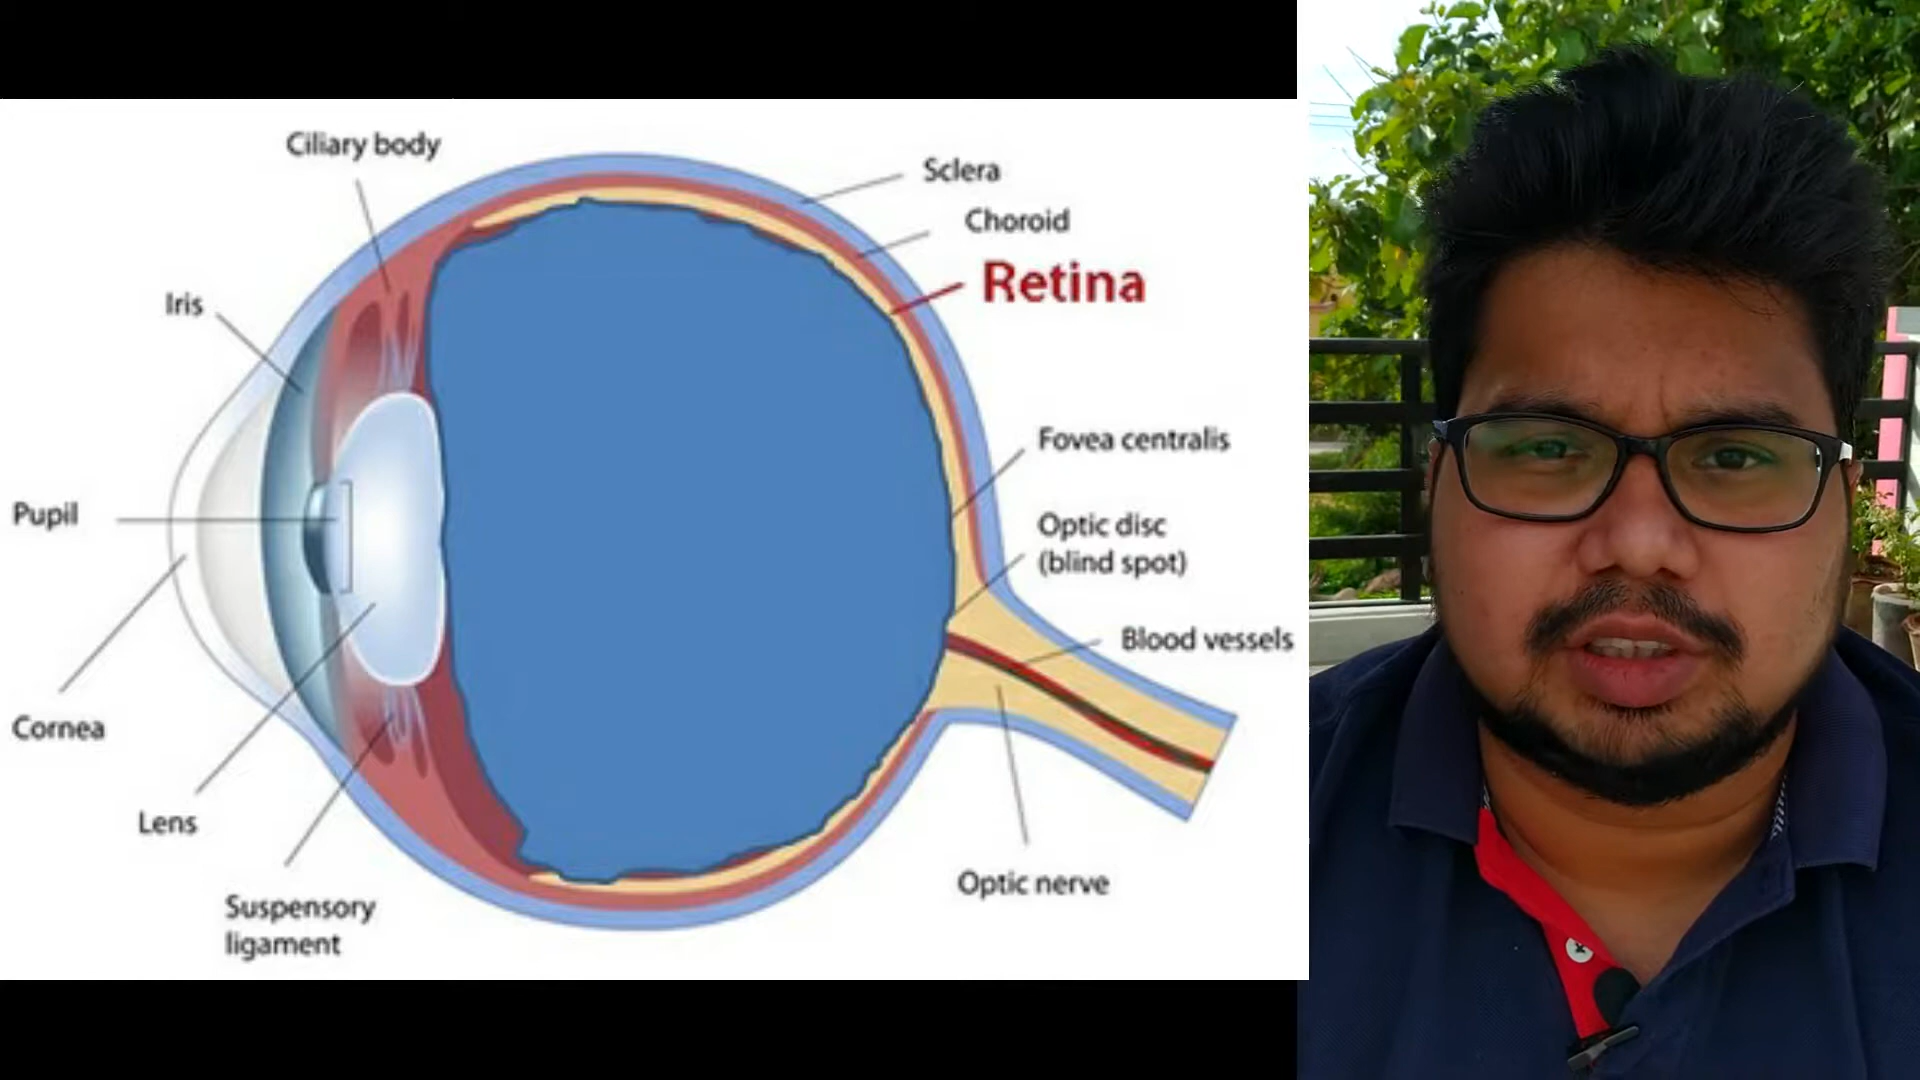 Ciliary body
Sclera
Choroid
Retina
Iris
Fovea centralis
Pupil
Optic disc
(blind spot)
Blood vessels
Cornea
Lens
Optic nerve
Suspensory
ligament